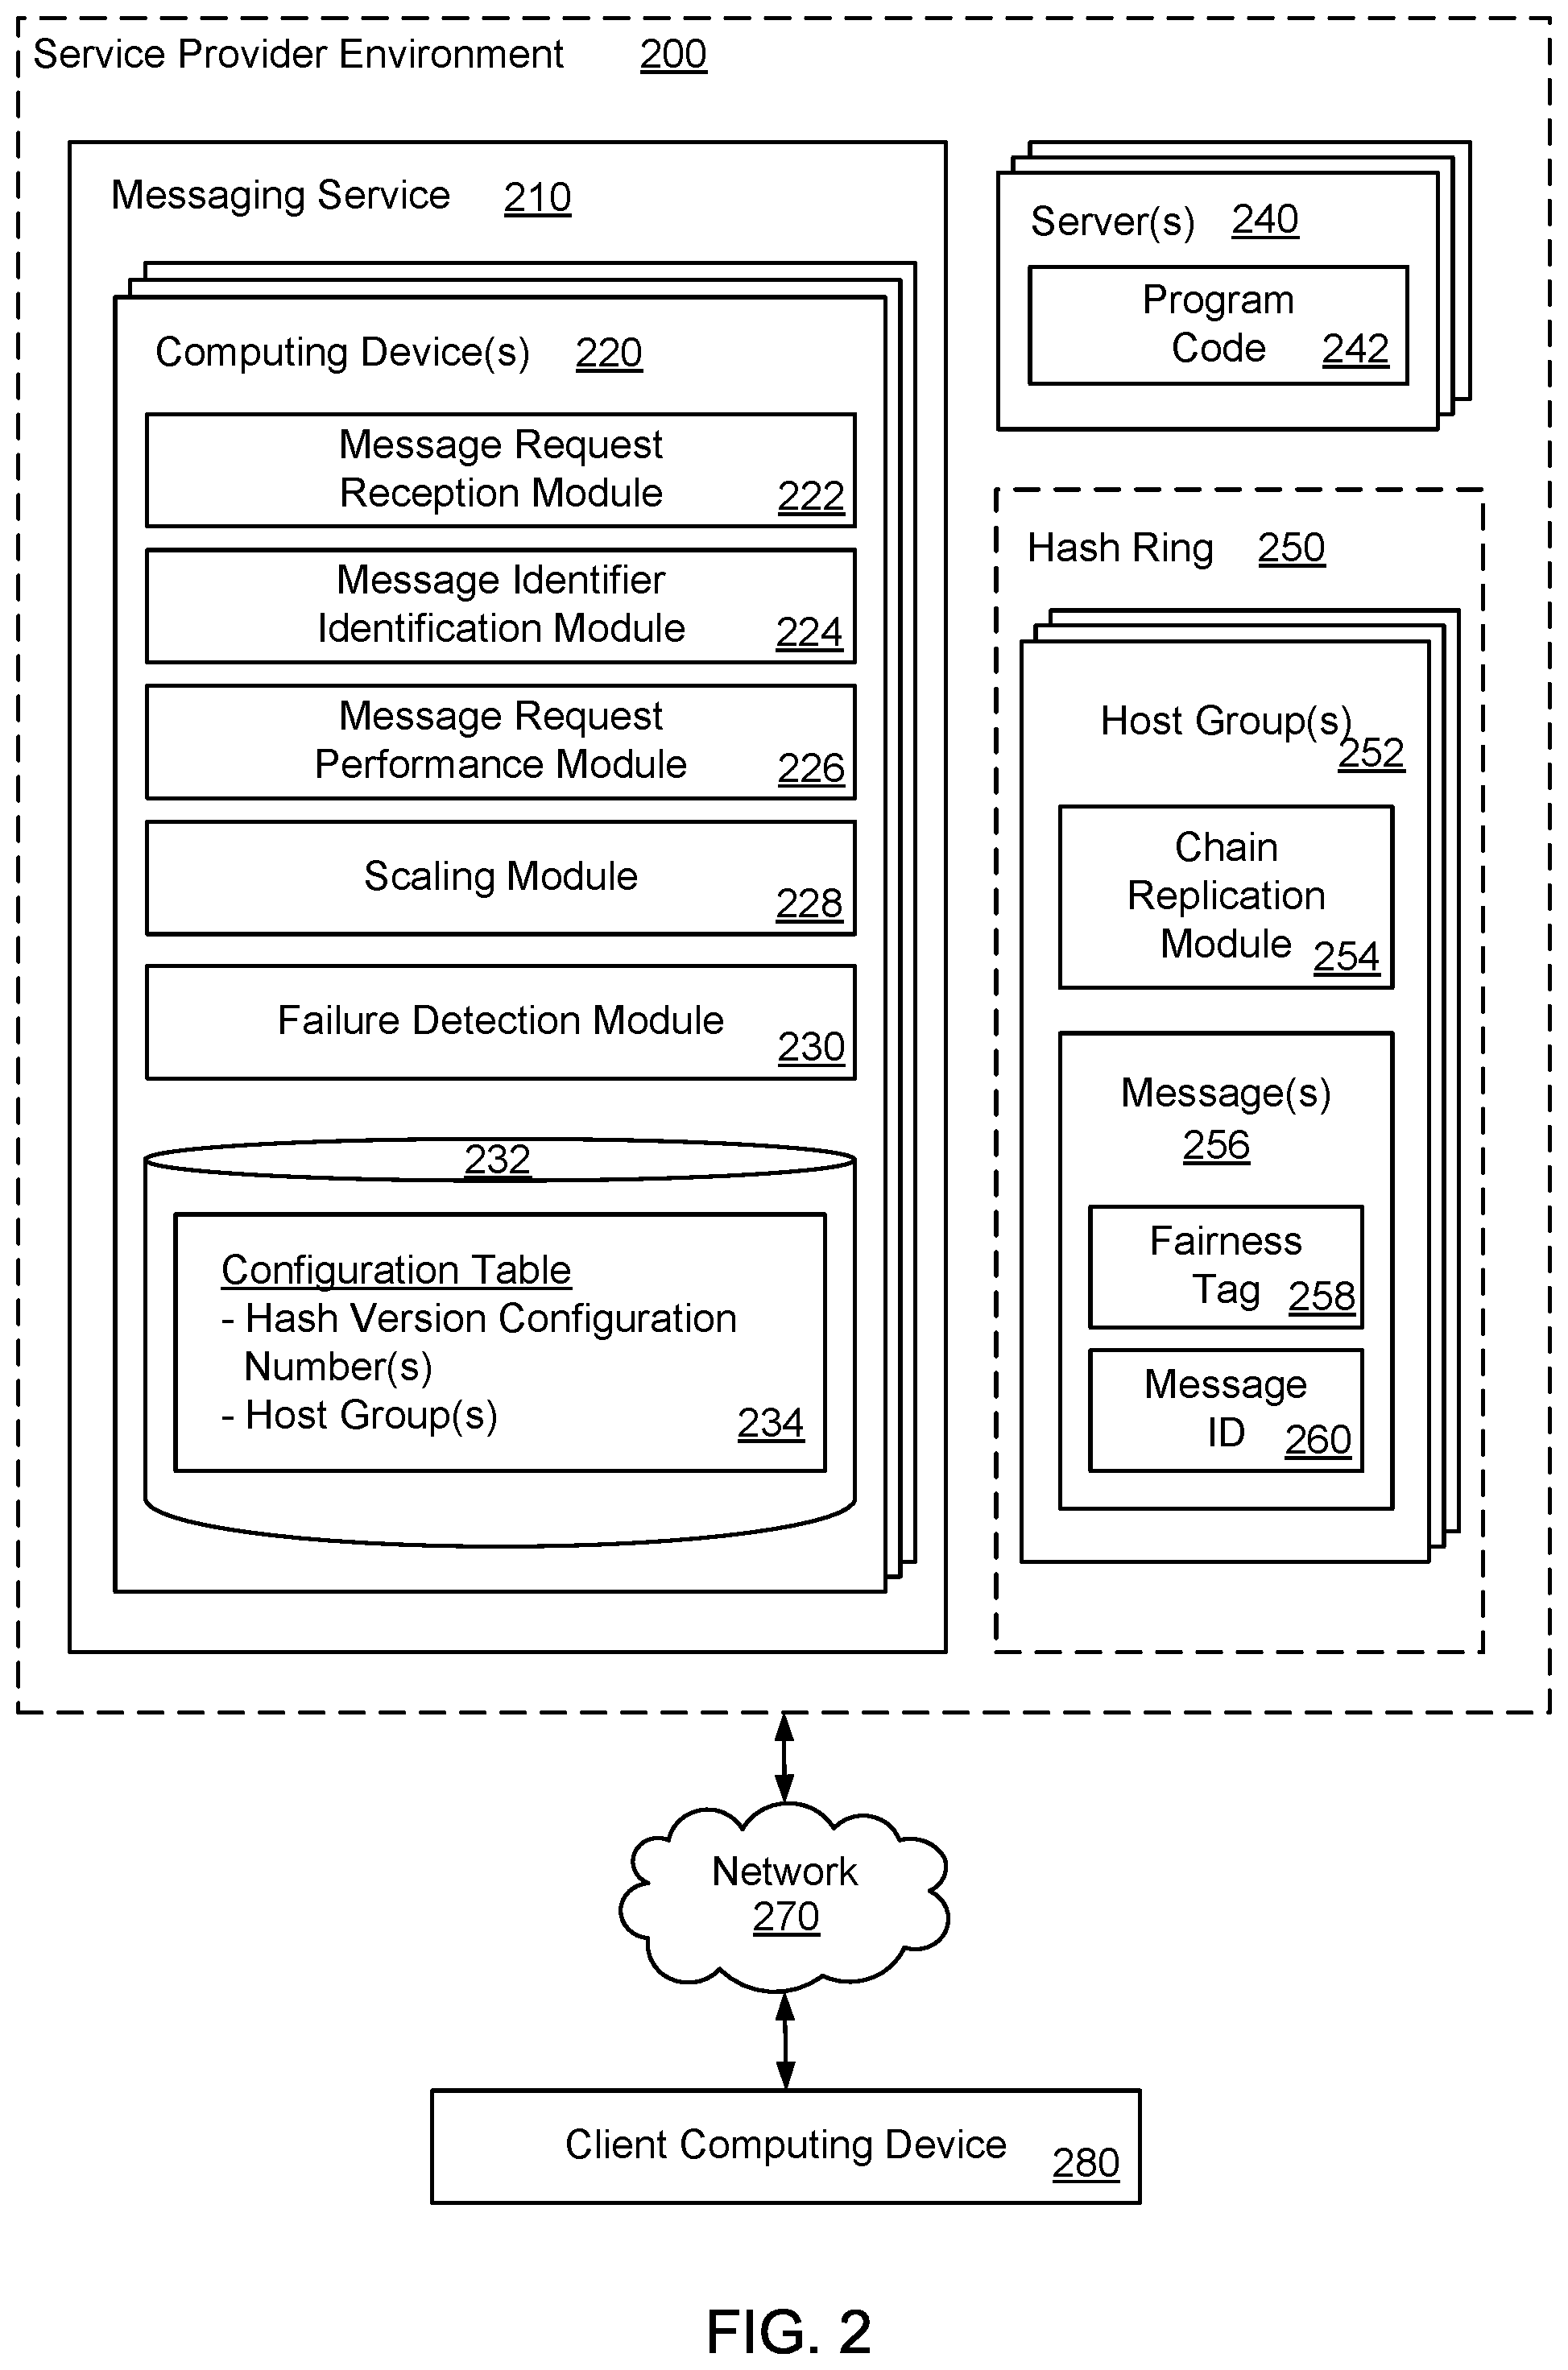 Service Provider Environment 200
Messaging Service 210
Computing Device(s) 220
Message Request
Reception Module 222
Message Identifier
Identification Module 224
Message Request
Performance Module 226
Scaling Module 228
Failure Detection Module 230
232
Configuration Table
- Hash Version Configuration
Number(s)
- Host Group(s) 234
Server(s) 240
Program
Code 242
Hash Ring 250
Host Group(s) 252
Chain
Replication
Module 254
Message(s)
256
Fairness
Tag 258
Message
ID 260
Network
270
Client Computing Device 280
FIG. 2